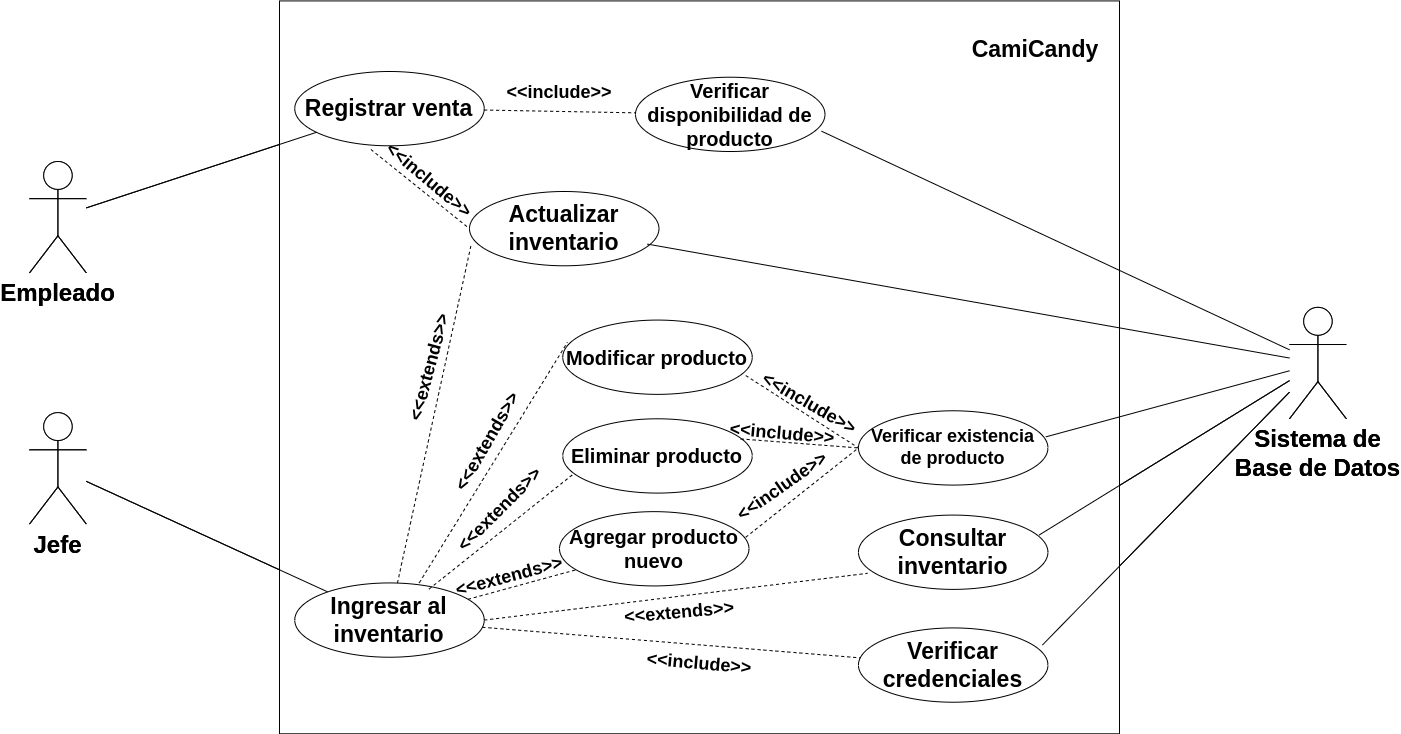 CamiCandy
Registrar venta
<<include>>
Verificar
disponibilidad de
producto
<<include>>
Empleado
Actualizar
inventario
<<extends>>
Modificar producto
<<include>>
<<extends>>
Eliminar producto
<<include>>
Verificar existencia
de producto
Sistema de
Base de Datos
<<extends>>
<<include>>
Jefe
Agregar producto
nuevo
<<extends>>
Consultar
inventario
Ingresar al
inventario
<<extends>>
<<include>>
Verificar
credenciales